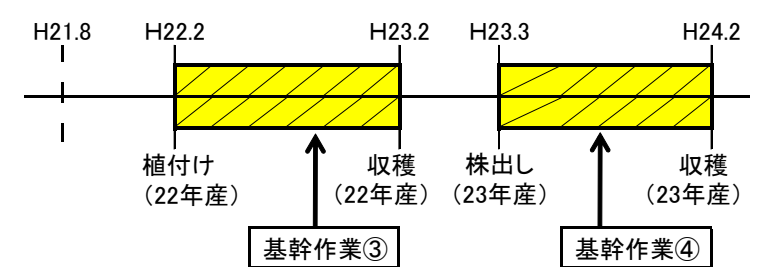 H21.8 H22.2 H23.2 H23.3 H24.2
植付け 収穫 株出し 収穫
（22年産） （22年産） （23年産） （23年産）
基幹作業③ 基幹作業④